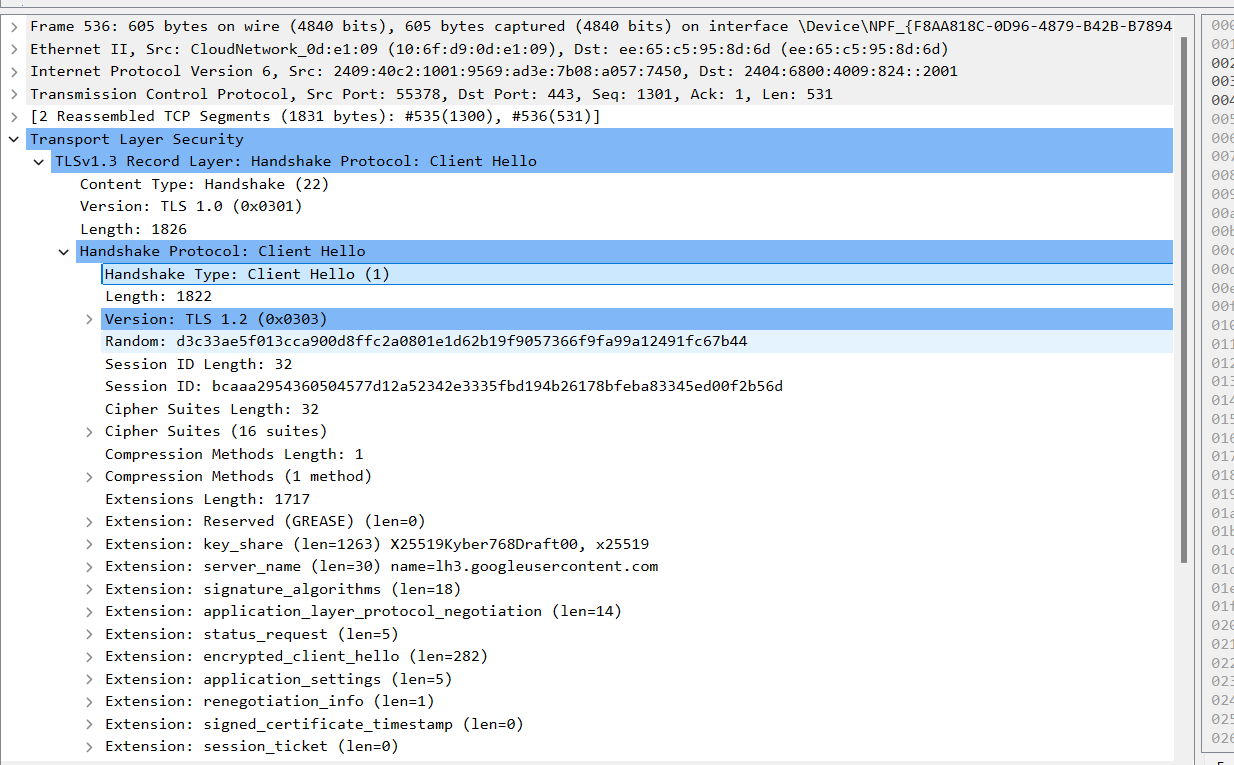 Frame 536: 605 bytes on wire (4840 bits), 605 bytes captured (4840 bits) on interface \Device\NPF_{F8AA818C-0D96-4879-B42B-B7894
Ethernet II, Src: CloudNetwork_0d:e1:09 (10:6f:d9:0d:e1:09), Dst: ee:65:c5:95:8d:6d (ee:65:c5:95:8d:6d)
Internet Protocol Version 6, Src: 2409:40c2:1001:9569:ad3e:7b08:a057:7450, Dst: 2404:6800:4009:824::2001
Transmission Control Protocol, Src Port: 55378, Dst Port: 443, Seq: 1301, Ack: 1, Len: 531
[2 Reassembled TCP Segments (1831 bytes): #535(1300), #536(531)]
Transport Layer Security
TLSv1.3 Record Layer: Handshake Protocol: Client Hello
Content Type: Handshake (22)
Version: TLS 1.0 (0x0301)
Length: 1826
Handshake Protocol: Client Hello
Handshake Type: Client Hello (1)
Length: 1822
Version: TLS 1.2 (0x0303)
Random: d3c33ae5f013cca900d8ffc2a0801e1d62b19f9057366f9fa99a12491fc67b44
Session ID Length: 32
Session ID: bcaaa2954360504577d12a52342e3335fbd194b26178bfeba83345ed00f2b56d
Cipher Suites Length: 32
Cipher Suites (16 suites)
Compression Methods Length: 1
Compression Methods (1 method)
Extensions Length: 1717
Extension: Reserved (GREASE) (len=0)
Extension: key_share (len=1263) X25519Kyber768Draft00, x25519
Extension: server_name (len=30) name=lh3.googleusercontent.com
Extension: signature_algorithms (len=18)
Extension: application_layer_protocol_negotiation (len=14)
Extension: status_request (len=5)
Extension: encrypted_client_hello (len=282)
Extension: application_settings (len=5)
Extension: renegotiation_info (len=1)
Extension: signed_certificate_timestamp (len=0)
Extension: session_ticket (len=0)